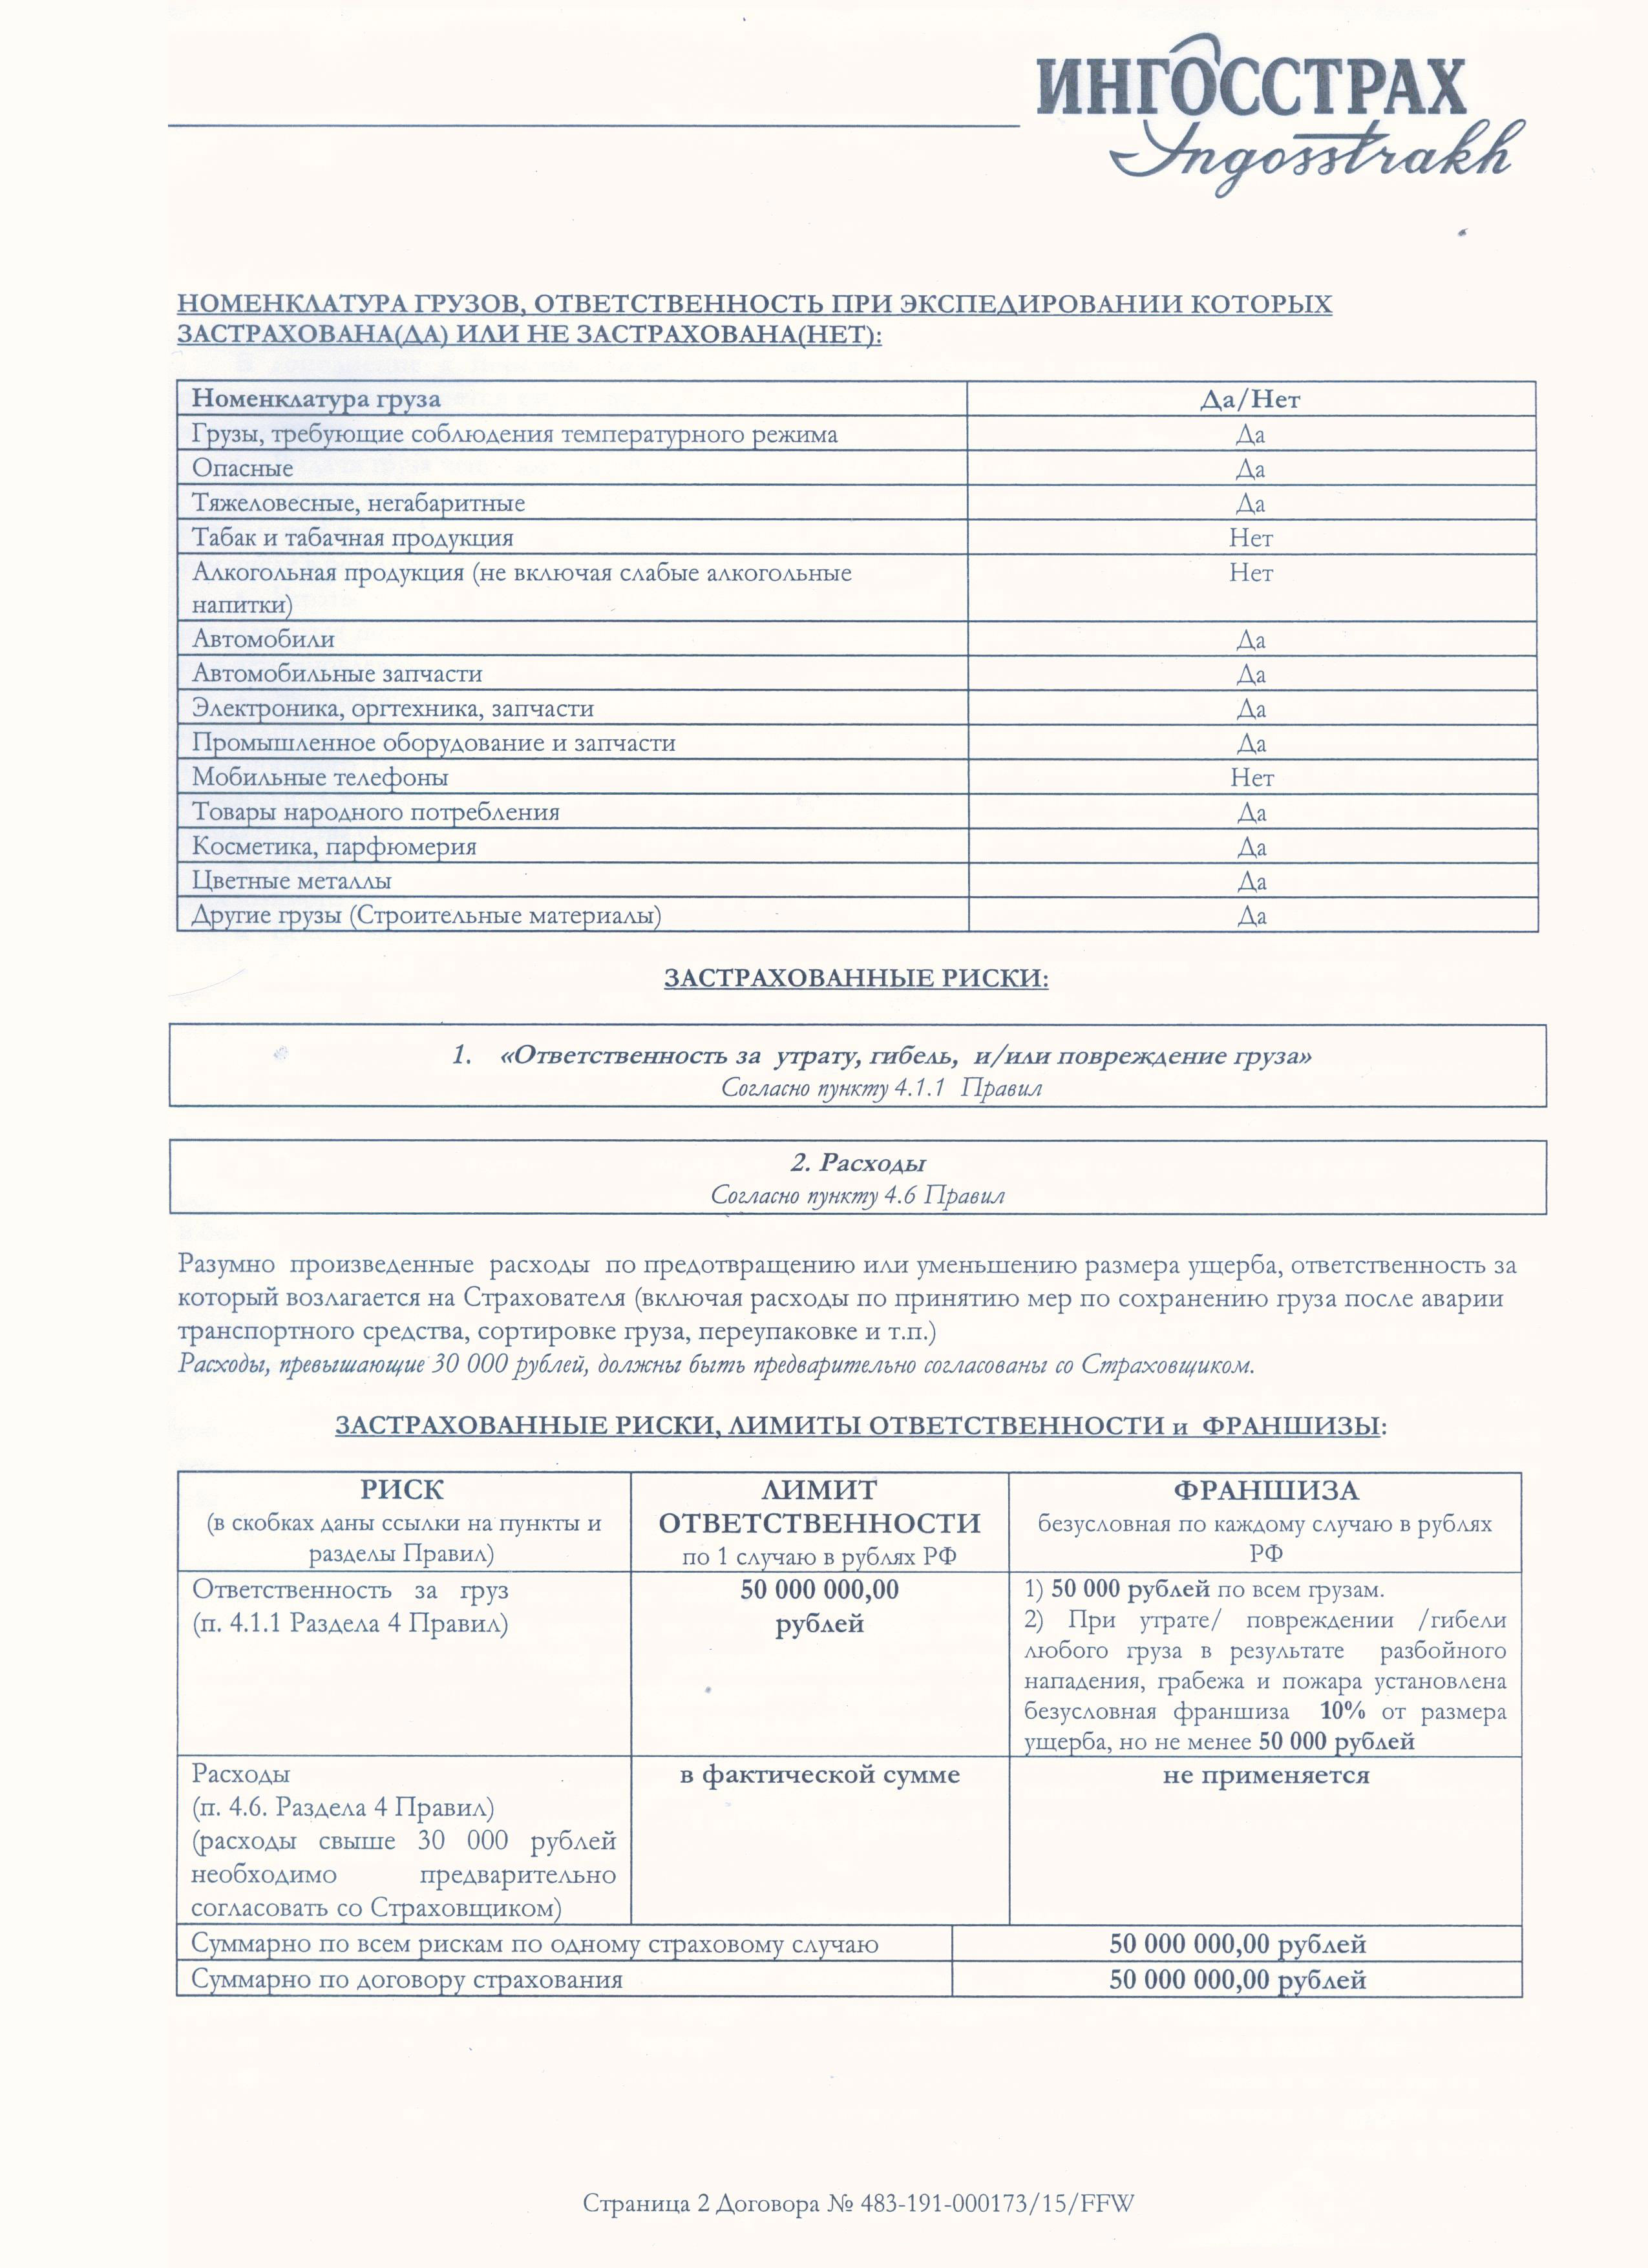 ИНГОССТРАХ
Ingosstrakh
НОМЕНКЛАТУРА ГРУЗОВ, ОТВЕТСТВЕННОСТЬ ПРИ ЭКСПЕДИРОВАНИИ КОТОРЫХ
ЗАСТРАХОВАНА(ДА) ИЛИ НЕ ЗАСТРАХОВАНА(НЕТ):
Номенклатура груза Да/Нет
Грузы, требующие соблюдения температурного режима Да
Опасные Да
Тяжеловесные, негабаритные Да
Табак и табачная продукция Нет
Алкогольная продукция (не включая слабые алкогольные Нет
напитки)
Автомобили Да
Автомобильные запчасти Да
Электроника, оргтехника, запчасти Да
Промышленное оборудование и запчасти Да
Мобильные телефоны Нет
Товары народного потребления Да
Косметика, парфюмерия Да
Цветные металлы Да
Другие грузы (Строительные материалы) Да
ЗАСТРАХОВАННЫЕ РИСКИ:
1. «Ответственность за утрату, гибель, и/или повреждение груза»
Согласно пункту 4.1.1 Правил
2. Расходы
Согласно пункту 4.6 Правил
Разумно произведенные расходы по предотвращению или уменьшению размера ущерба, ответственность за
который возлагается на Страхователя (включая расходы по принятию мер по сохранению груза после аварии
транспортного средства, сортировке груза, переупаковке и т.п.)
Расходы, превышающие 30 000 рублей, должны быть предварительно согласованы со Страховщиком.
ЗАСТРАХОВАННЫЕ РИСКИ, ЛИМИТЫ ОТВЕТСТВЕННОСТИ и ФРАНШИЗЫ:
РИСК
(в скобках даны ссылки на пункты и
разделы Правил)
ЛИМИТ
ОТВЕТСТВЕННОСТИ
по 1 случаю в рублях РФ
ФРАНШИЗА
безусловная по каждому случаю в рублях
РФ
Ответственность за груз
(п. 4.1.1 Раздела 4 Правил)
50 000 000,00
рублей
1) 50 000 рублей по всем грузам.
2) При утрате/ повреждении /гибели
любого груза в результате разбойного
нападения, грабежа и пожара установлена
безусловная франшиза 10% от размера
ущерба, но не менее 50 000 рублей
Расходы
(п. 4.6. Раздела 4 Правил)
(расходы свыше 30 000 рублей
необходимо предварительно
согласовать со Страховщиком)
в фактической сумме
не применяется
Суммарно по всем рискам по одному страховому случаю 50 000 000,00 рублей
Суммарно по договору страхования 50 000 000,00 рублей
Страница 2 Договора № 483-191-000173/15/FFW